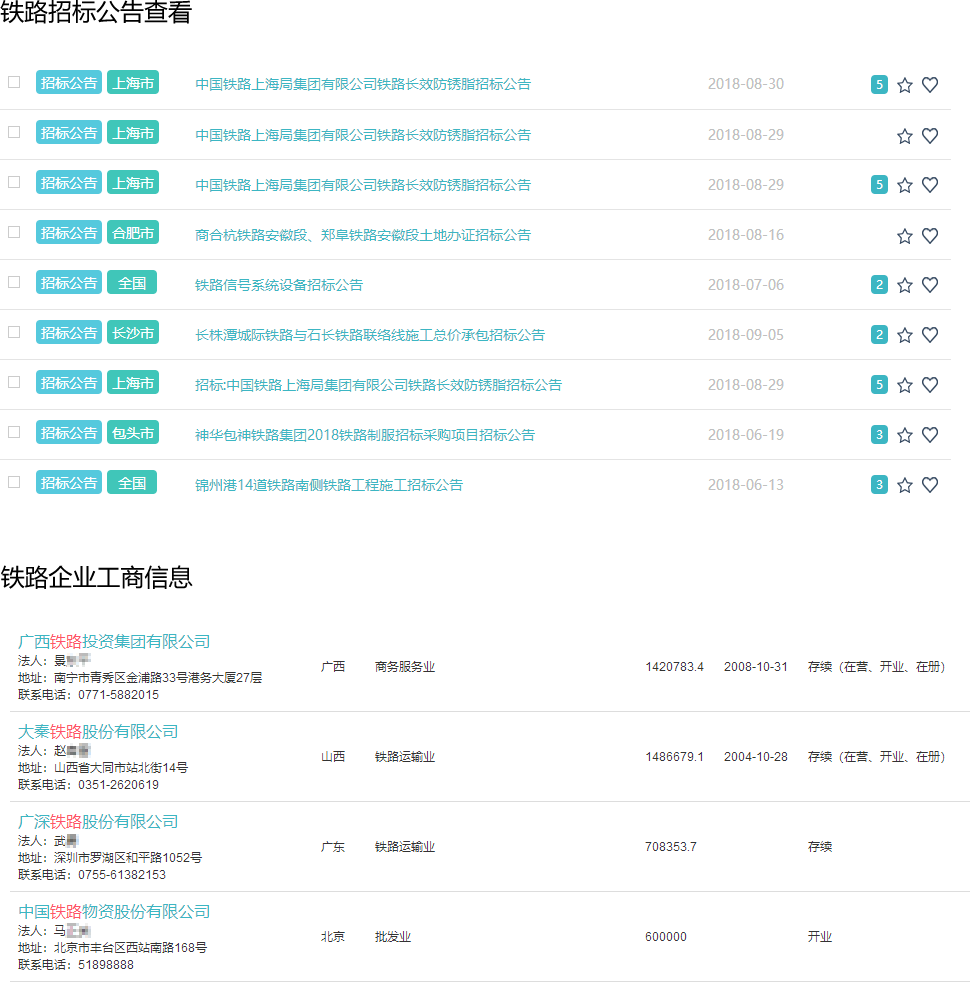 铁路招标公告查看
招标公告 上海市 中国铁路上海局集团有限公司铁路长效防锈脂招标公告 2018-08-30 5
招标公告 上海市 中国铁路上海局集团有限公司铁路长效防锈脂招标公告 2018-08-29
招标公告 上海市 中国铁路上海局集团有限公司铁路长效防锈脂招标公告 2018-08-29 5
招标公告 合肥市 商合杭铁路安徽段、郑阜铁路安徽段土地办证招标公告 2018-08-16
招标公告 全国 铁路信号系统设备招标公告 2018-07-06 2
招标公告 长沙市 长株潭城际铁路与石长铁路联络线施工总价承包招标公告 2018-09-05 2
招标公告 上海市 招标:中国铁路上海局集团有限公司铁路长效防锈脂招标公告 2018-08-29 5
招标公告 包头市 神华包神铁路集团2018铁路制服招标采购项目招标公告 2018-06-19 3
招标公告 全国 锦州港14道铁路南侧铁路工程施工招标公告 2018-06-13 3
铁路企业工商信息
广西铁路投资集团有限公司
法人：景
地址：南宁市青秀区金浦路33号港务大厦27层
联系电话：0771-5882015
广西 商务服务业 1420783.4 2008-10-31 存续（在营、开业、在册）
大秦铁路股份有限公司
法人：赵
地址：山西省大同市站北街14号
联系电话：0351-2620619
山西 铁路运输业 1486679.1 2004-10-28 存续（在营、开业、在册）
广深铁路股份有限公司
法人：武
地址：深圳市罗湖区和平路1052号
联系电话：0755-61382153
广东 铁路运输业 708353.7 存续
中国铁路物资股份有限公司
法人：马
地址：北京市丰台区西站南路168号
联系电话：51898888
北京 批发业 600000 开业